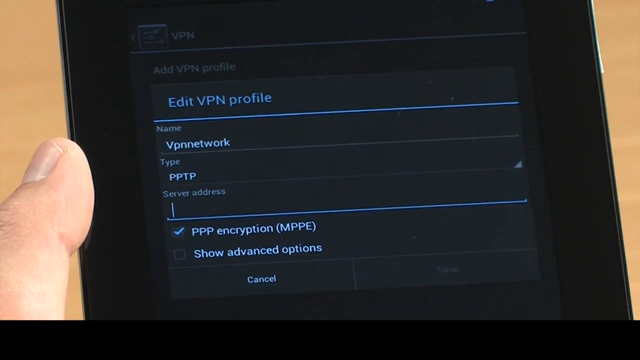 VPN
Add VPN profile
Edit VPN profile
Name
Vpnnetwork
Type
PPTP
Server address
PPP encryption (MPPE)
Show advanced options
Cancel
Save